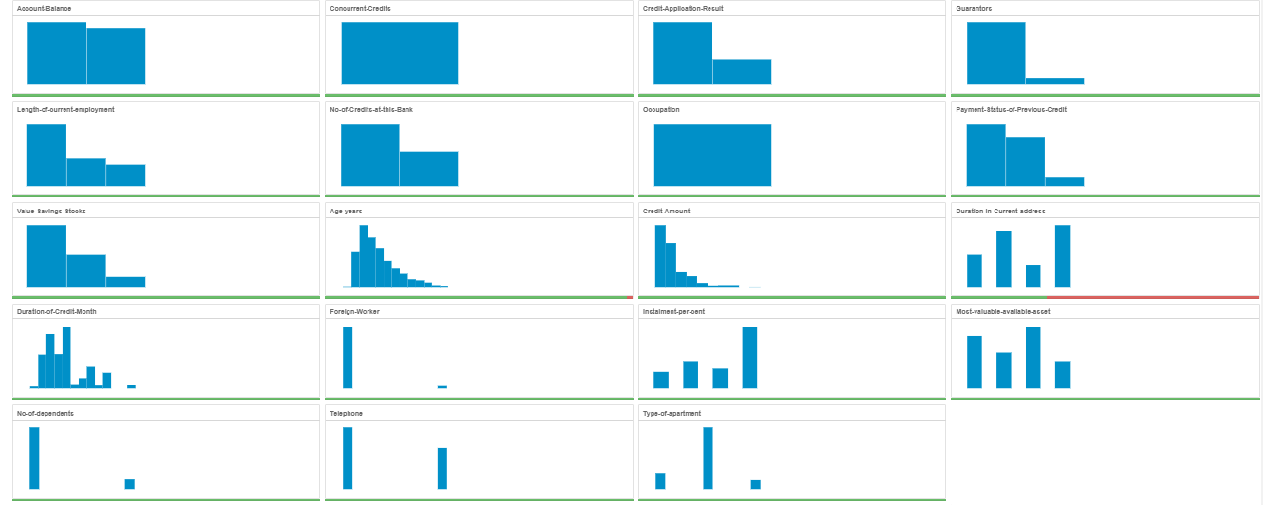 Account-Balance
Concurrent-Credits
Credit-Application-Result
Guarantors
Length-of-current-employment
No-of-Credits-at-this-Bank
Occupation
Payment-Status-of-Previous-Credit
Value-Savings-Stocks
Age-years
Credit-Amount
Duration-in-Current-address
Duration-of-Credit-Month
Foreign-Worker
Instalment-per-cent
Most-valuable-available-asset
No-of-dependents
Telephone
Type-of-apartment